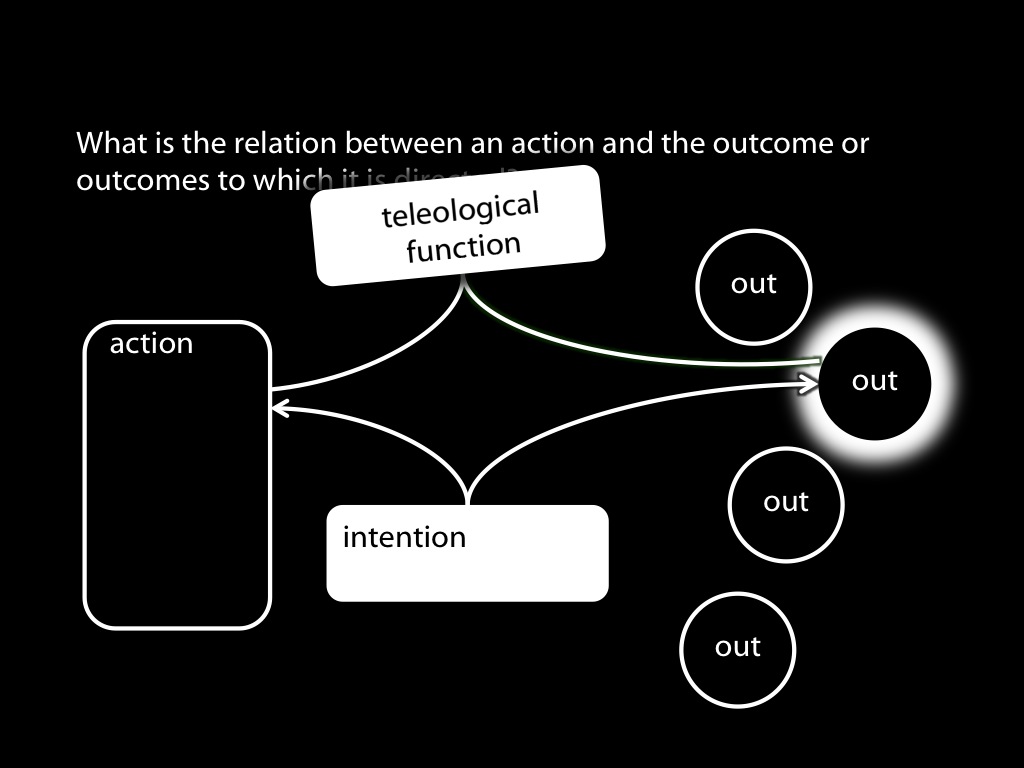 What is the relation between an action and the outcome or
outcomes to which it is directed?
teleological
function
out
action
out
out
intention
out